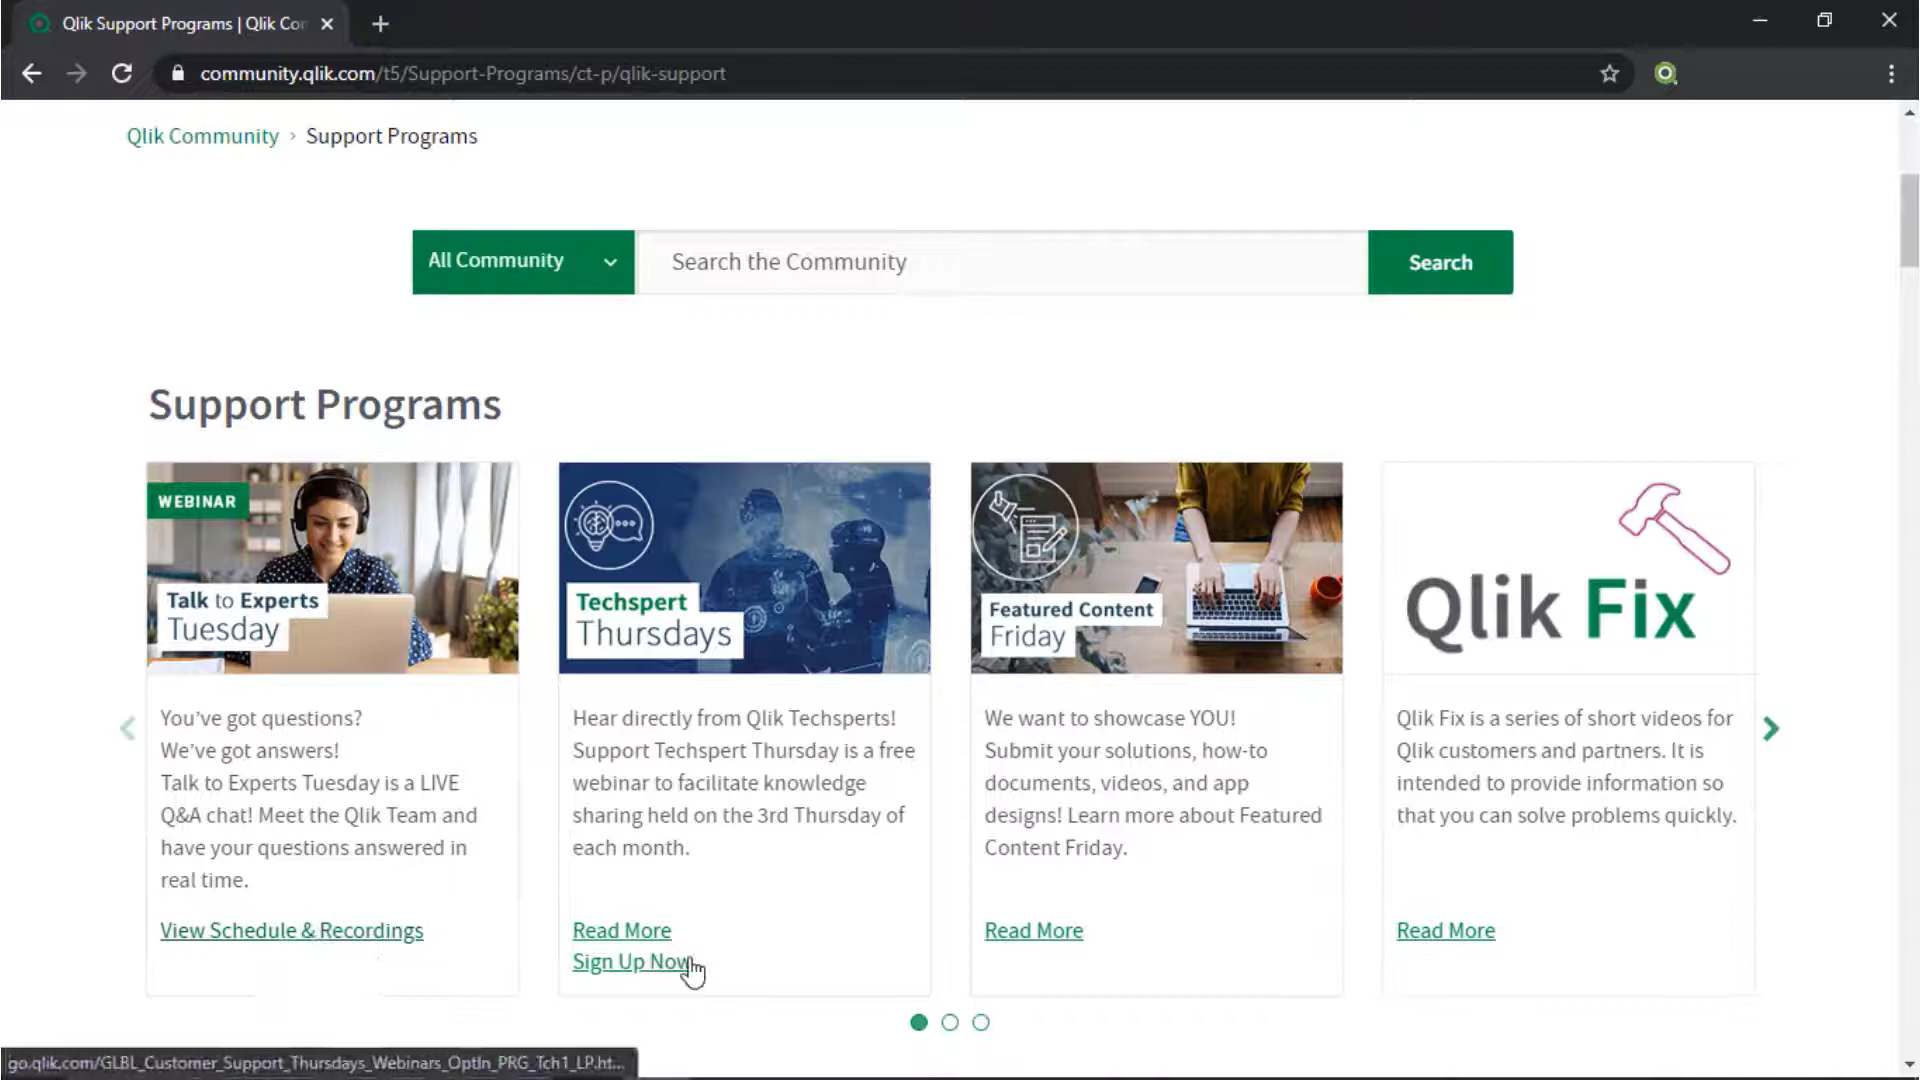 Qlik Support Programs | Qlik Co
community.qlik.com/t5/Support-Programs/ct-p/qlik-support
Qlik Community › Support Programs
All Community
Search the Community
Search
Support Programs
WEBINAR
Talk to Experts
Tuesday
You've got questions?
We've got answers!
Talk to Experts Tuesday is a LIVE
Q&A chat! Meet the Qlik Team and
have your questions answered in
real time.
View Schedule & Recordings
Techspert
Thursdays
Hear directly from Qlik Techsperts!
Support Techspert Thursday is a free
webinar to facilitate knowledge
sharing held on the 3rd Thursday of
each month.
Read More
Sign Up Now
Featured Content
Friday
We want to showcase YOU!
Submit your solutions, how-to
documents, videos, and app
designs! Learn more about Featured
Content Friday.
Read More
Qlik Fix
Qlik Fix is a series of short videos for
Qlik customers and partners. It is
intended to provide information so
that you can solve problems quickly.
Read More
go.qlik.com/GLBL_Customer_Support_Thursdays_Webinars_OptIn_PRG_Tch1_LP.ht...